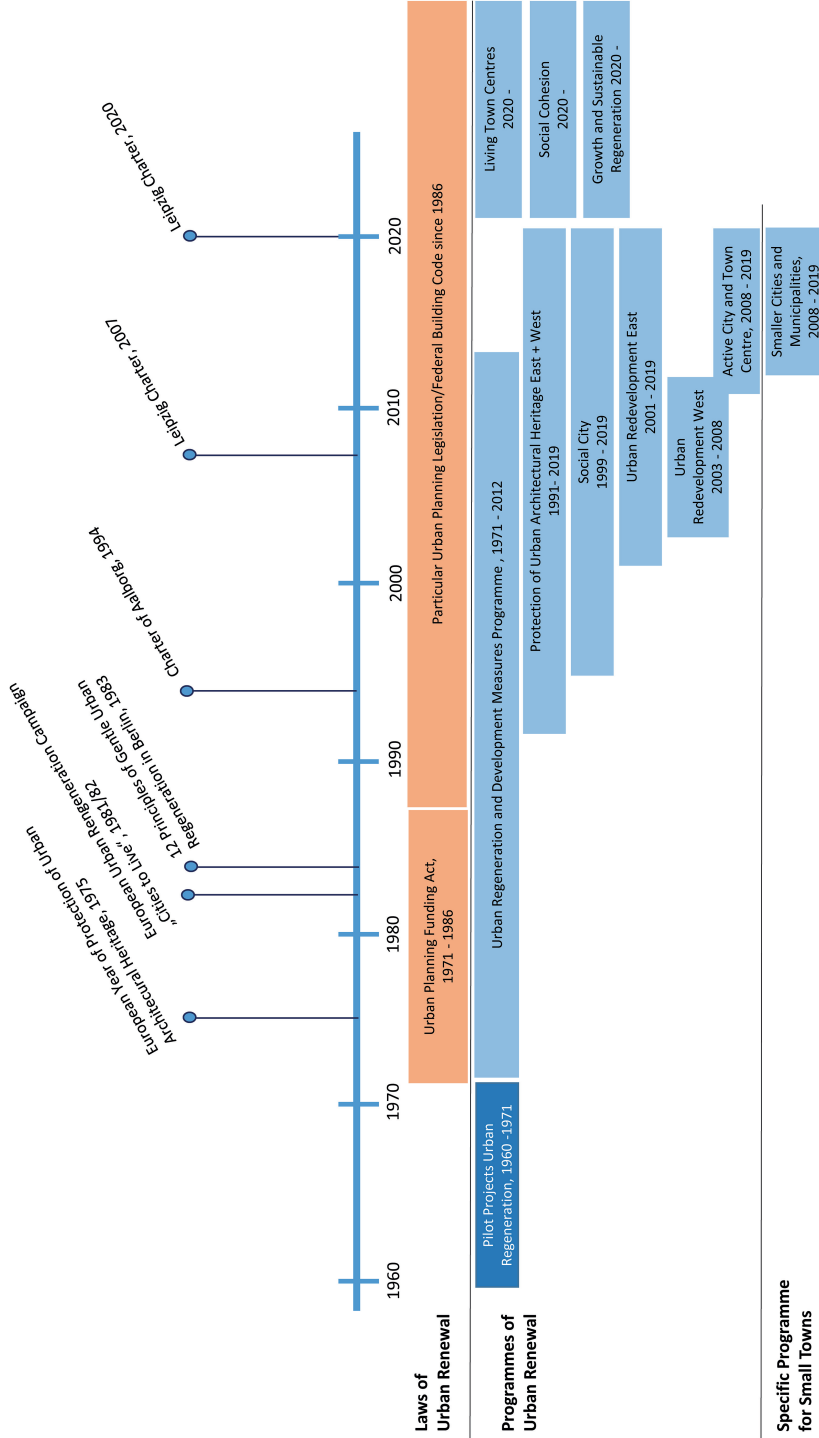 European Year of Protection of Urban
Architecural Heritage, 1975
European Urban Rengeneration Campaign
„Cities to Live“, 1981/82
12 Principles of Gentle Urban
Regeneration in Berlin, 1983
Charter of Aalborg, 1994
Leipzig Charter, 2007
Leipzig Charter, 2020
1960
1970
1980
1990
2000
2010
2020
Laws of
Urban Renewal
Urban Planning Funding Act,
1971 - 1986
Particular Urban Planning Legislation/Federal Building Code since 1986
Programmes of
Urban Renewal
Pilot Projects Urban
Regeneration, 1960 -1971
Urban Regeneration and Development Measures Programme , 1971 - 2012
Living Town Centres
2020 -
Protection of Urban Architectural Heritage East + West
1991- 2019
Social Cohesion
2020 -
Social City
1999 - 2019
Growth and Sustainable
Regeneration 2020 -
Urban Redevelopment East
2001 - 2019
Urban
Redevelopment West
2003 - 2008
Active City and Town
Centre, 2008 - 2019
Specific Programme
for Small Towns
Smaller Cities and
Municipalities,
2008 - 2019